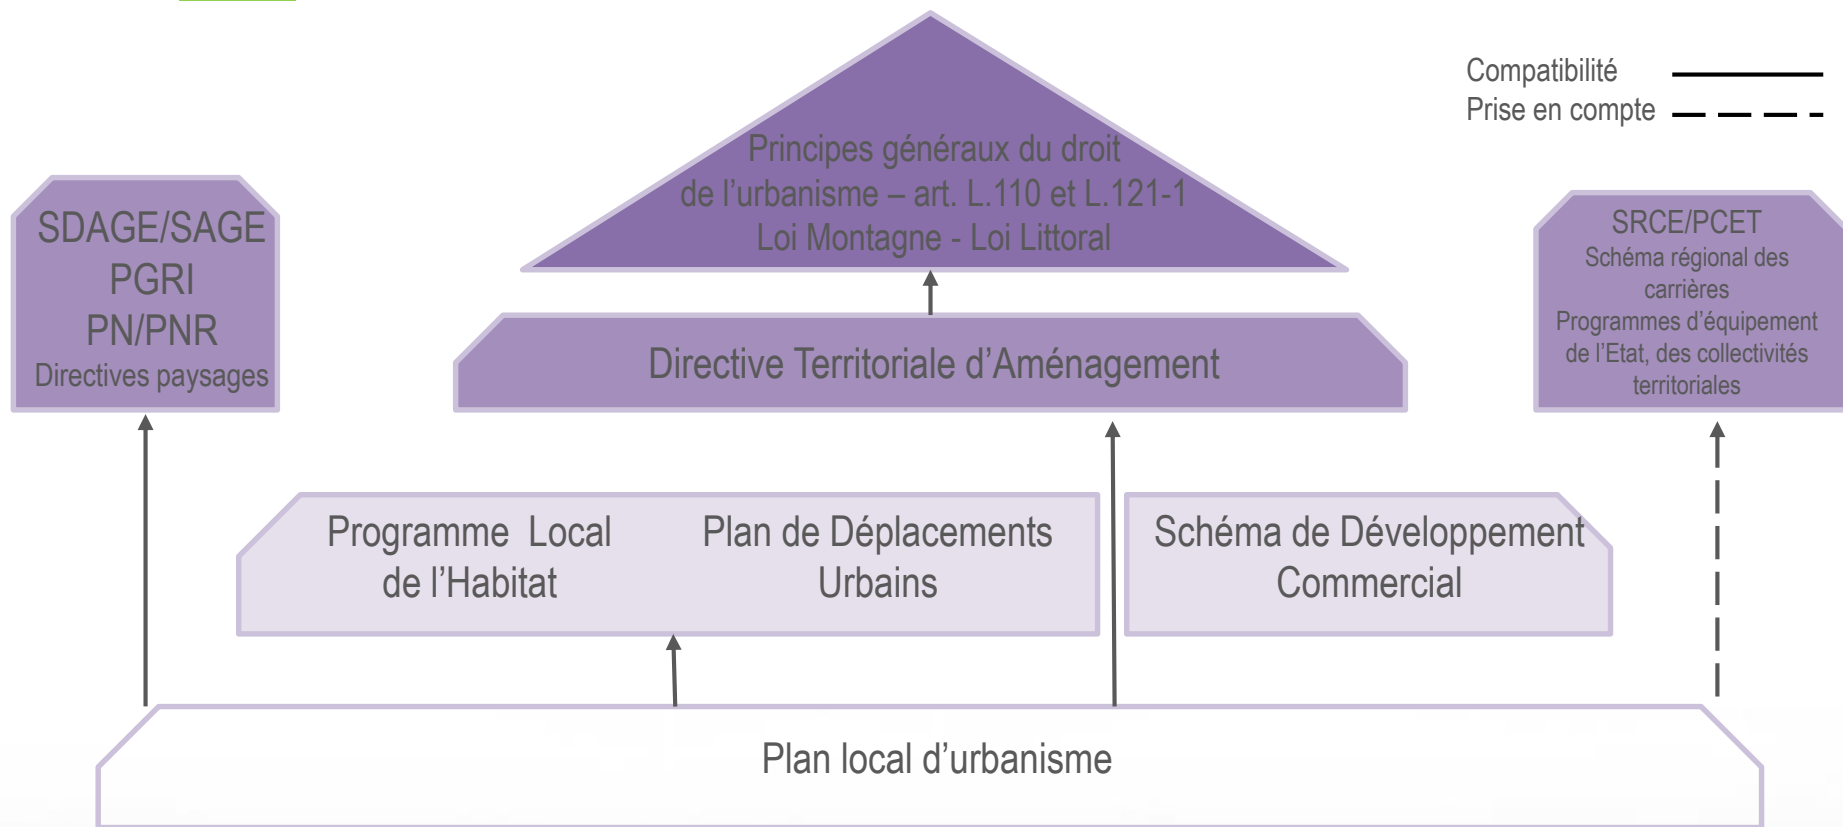 Compatibilité
Prise en compte
Principes généraux du droit
de l’urbanisme – art. L.110 et L.121-1
Loi Montagne - Loi Littoral
SDAGE/SAGE
PGRI
PN/PNR
Directives paysages
SRCE/PCET
Schéma régional des
carrières
Programmes d’équipement
de l’Etat, des collectivités
territoriales
Directive Territoriale d’Aménagement
Programme Local
de l’Habitat
Plan de Déplacements
Urbains
Schéma de Développement
Commercial
Plan local d’urbanisme